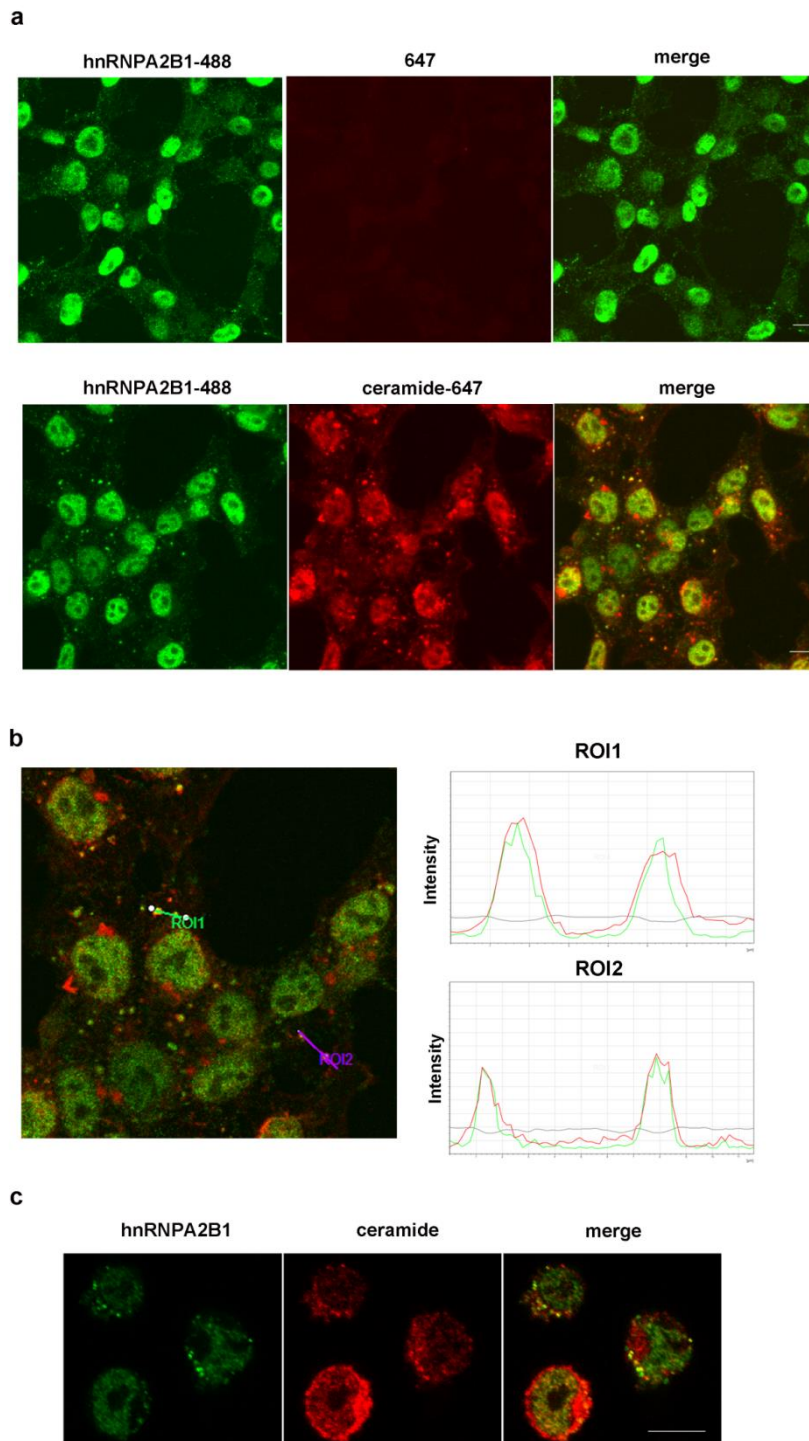 a
hnRNPA2B1-488 647 merge
hnRNPA2B1-488 ceramide-647 merge
b
ROI1
Intensity
ROI1
ROI2
ROI2
Intensity
c
hnRNPA2B1 ceramide merge